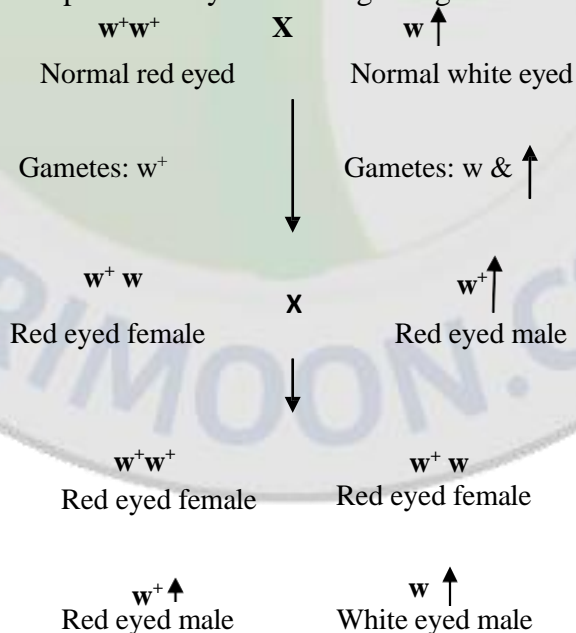 w⁺w⁺ X w ↑
Normal red eyed Normal white eyed
Gametes: w⁺ Gametes: w & ↑
w⁺ w X w⁺ ↑
Red eyed female Red eyed male
w⁺w⁺ w⁺ w
Red eyed female Red eyed female
w⁺ ↑ w ↑
Red eyed male White eyed male
RIMOON.C